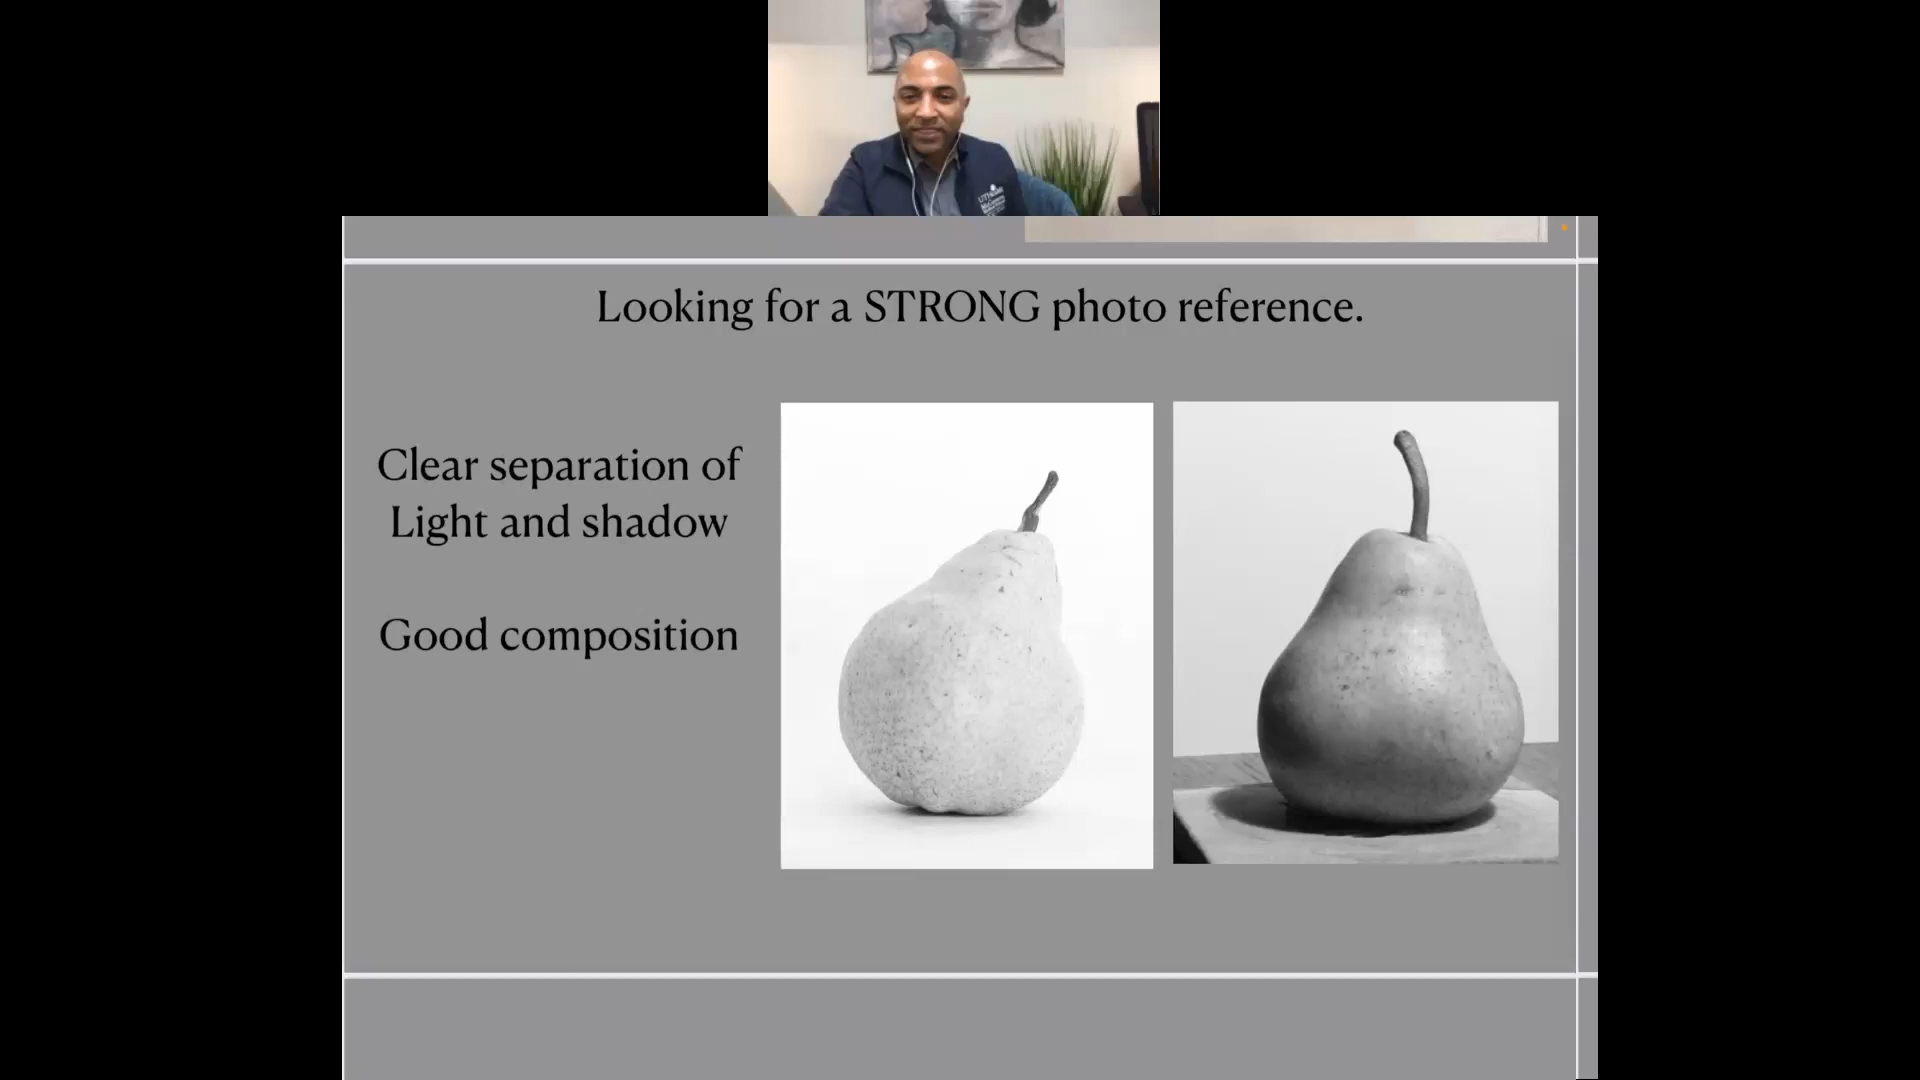 Looking for a STRONG photo reference.
Clear separation of
Light and shadow
Good composition